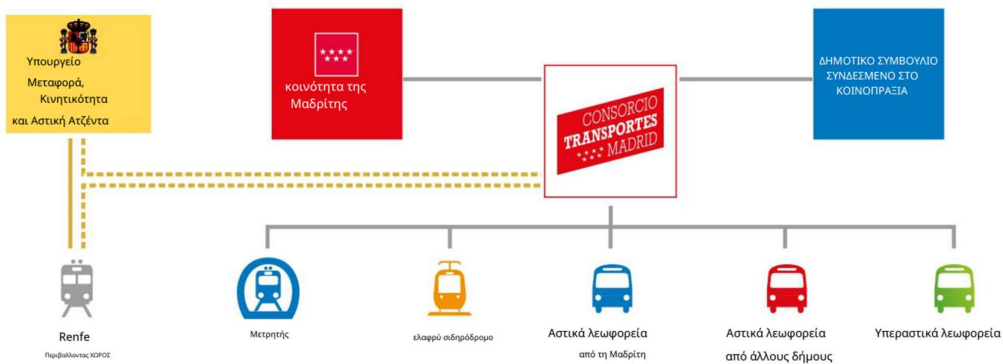 Υπουργείο
Μεταφορά,
Κινητικότητα
και Αστική Ατζέντα
κοινότητα της
Μαδρίτης
CONSORCIO
TRANSPORTES
MADRID
ΔΗΜΟΤΙΚΟ ΣΥΜΒΟΥΛΙΟ
ΣΥΝΔΕΣΜΕΝΟ ΣΤΟ
ΚΟΙΝΟΠΡΑΞΙΑ
Renfe
Περιβαλλοντας ΧΩΡΟΣ
Μετρητής
ελαφρύ σιδηρόδρομο
Αστικά λεωφορεία
από τη Μαδρίτη
Αστικά λεωφορεία
από άλλους δήμους
Υπεραστικά λεωφορεία